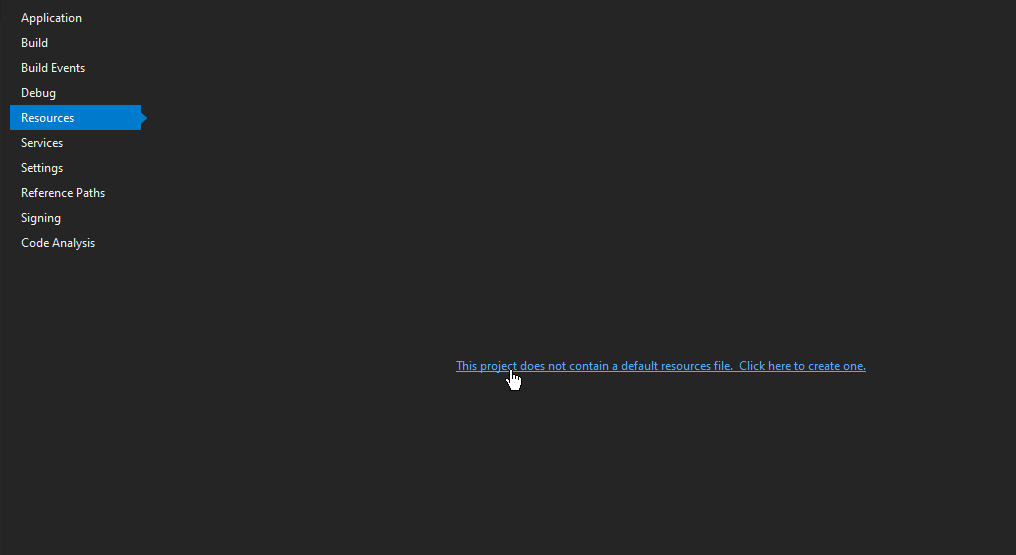 Application
Build
Build Events
Debug
Resources
Services
Settings
Reference Paths
Signing
Code Analysis
This project does not contain a default resources file.  Click here to create one.